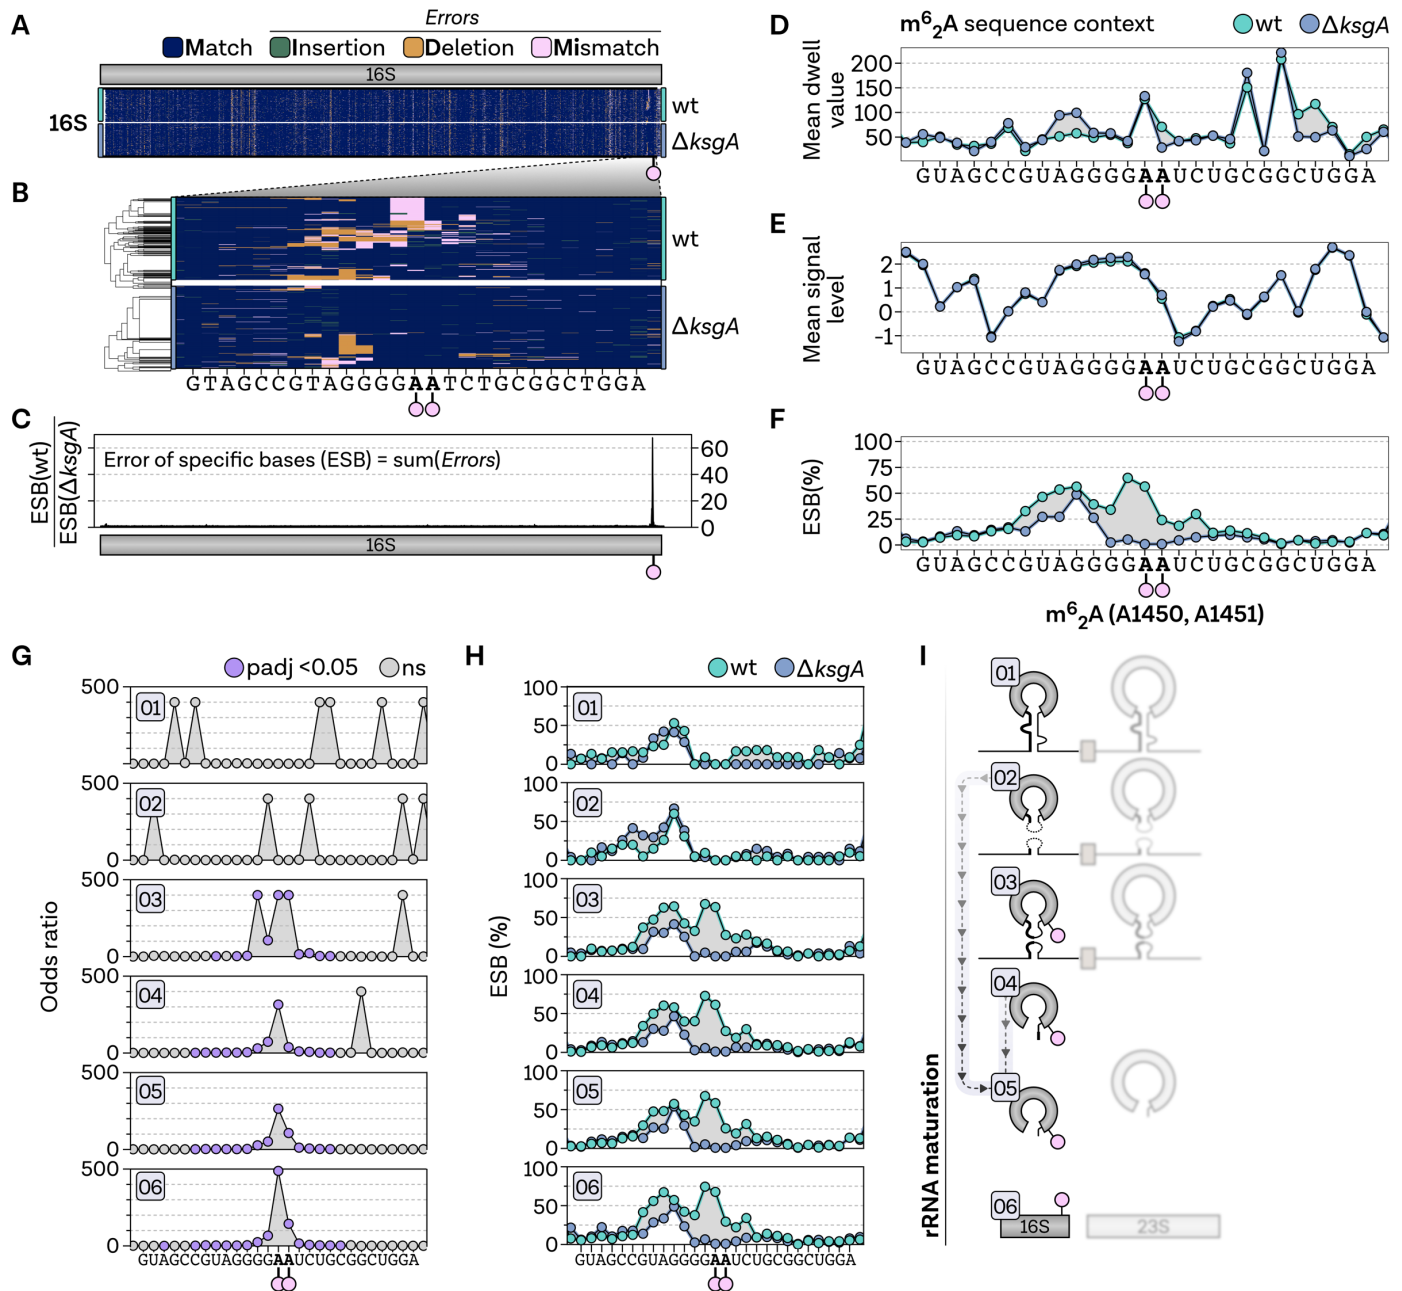 A
Errors
Match Insertion Deletion Mismatch
16S
16S
wt
ΔksgA
B
wt
ΔksgA
GTAGCCGTAGGGGAATCTGCGGCTGGA
C
ESB(wt)
ESB(ΔksgA)
Error of specific bases (ESB) = sum(Errors)
60
40
20
0
16S
D
m⁶₂A sequence context
wt ΔksgA
Mean dwell
value
200
150
100
50
GUAGCCGUAGGGGAAUCUGCGGCUGGA
E
Mean signal
level
2
1
0
-1
GUAGCCGUAGGGGAAUCUGCGGCUGGA
F
ESB(%)
100
75
50
25
0
GUAGCCGUAGGGGAAUCUGCGGCUGGA
m⁶₂A (A1450, A1451)
G
padj <0.05 ns
Odds ratio
500
01
0
500
02
0
500
03
0
500
04
0
500
05
0
500
06
0
GUAGCCGUAGGGGAAUCUGCGGCUGGA
H
wt ΔksgA
ESB (%)
100
01
50
0
100
02
50
0
100
03
50
0
100
04
50
0
100
05
50
0
100
06
50
0
GUAGCCGUAGGGGAAUCUGCGGCUGGA
I
rRNA maturation
01
02
03
04
05
06
16S
23S